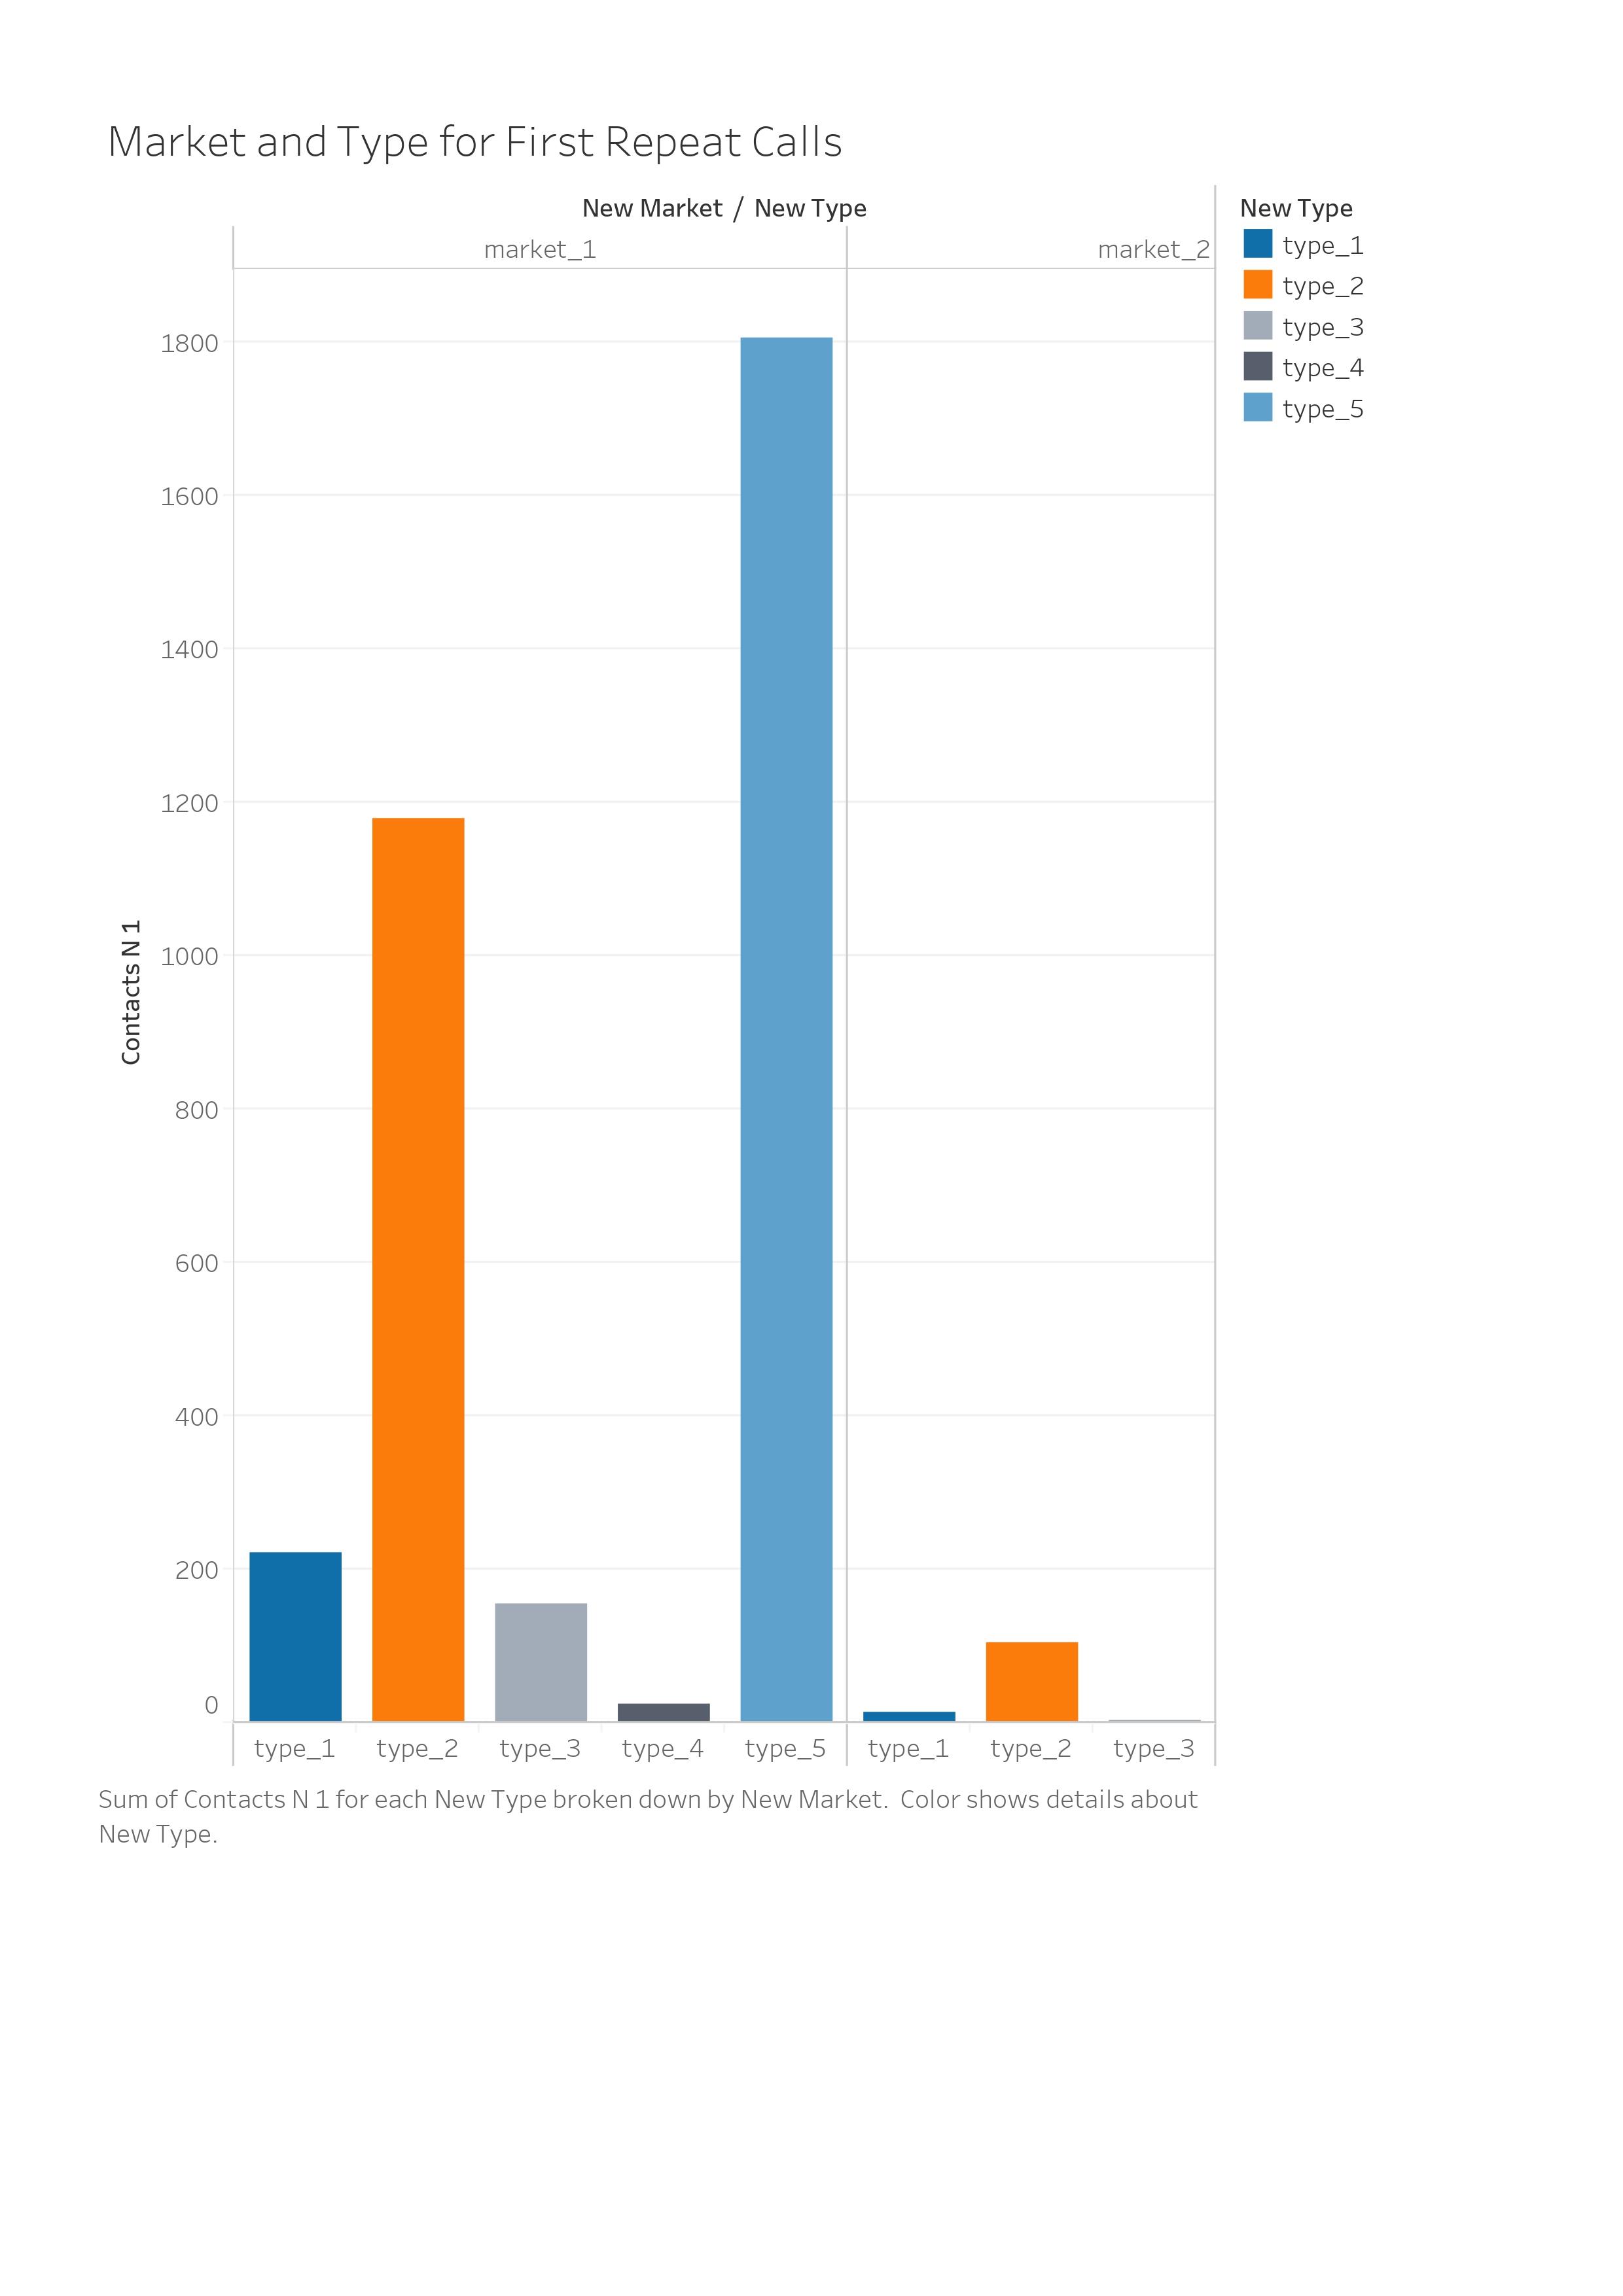 Market and Type for First Repeat Calls
New Market / New Type
market_1
market_2
New Type
type_1
type_2
type_3
type_4
type_5
Contacts N 1
1800
1600
1400
1200
1000
800
600
400
200
0
type_1 type_2 type_3 type_4 type_5 type_1 type_2 type_3
Sum of Contacts N 1 for each New Type broken down by New Market. Color shows details about
New Type.